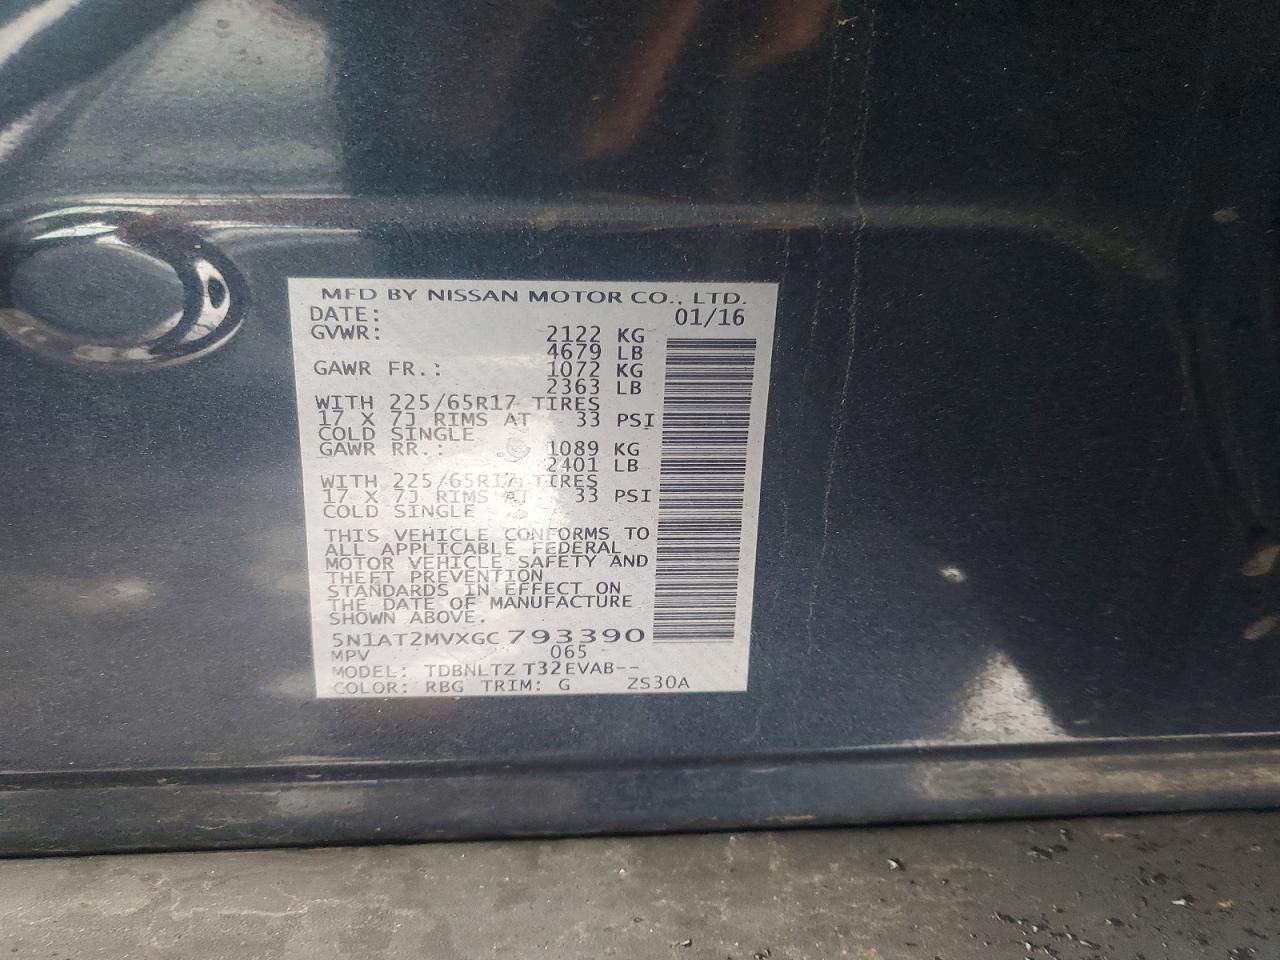 MFD BY NISSAN MOTOR CO., LTD.
DATE: 01/16
GVWR: 2122 KG
4679 LB
GAWR FR.: 1072 KG
2363 LB
WITH 225/65R17 TIRES
17 X 7J RIMS AT 33 PSI
COLD SINGLE
GAWR RR.: 1089 KG
2401 LB
WITH 225/65R17 TIRES
17 X 7J RIMS AT 33 PSI
COLD SINGLE
THIS VEHICLE CONFORMS TO
ALL APPLICABLE FEDERAL
MOTOR VEHICLE SAFETY AND
THEFT PREVENTION
STANDARDS IN EFFECT ON
THE DATE OF MANUFACTURE
SHOWN ABOVE.
5N1AT2MVXGC793390
MPV 065
MODEL: TDBNLTZ T32EVAB--
COLOR: RBG TRIM: G ZS30A